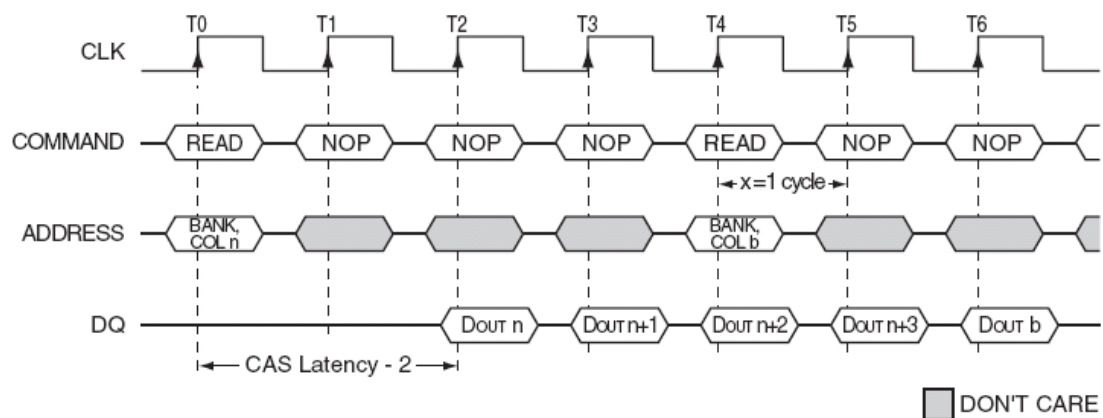 T0 T1 T2 T3 T4 T5 T6
CLK
COMMAND READ NOP NOP NOP READ NOP NOP
x=1 cycle
ADDRESS BANK, COL n BANK, COL b
DQ DOUT n DOUT n+1 DOUT n+2 DOUT n+3 DOUT b
CAS Latency - 2
DON'T CARE